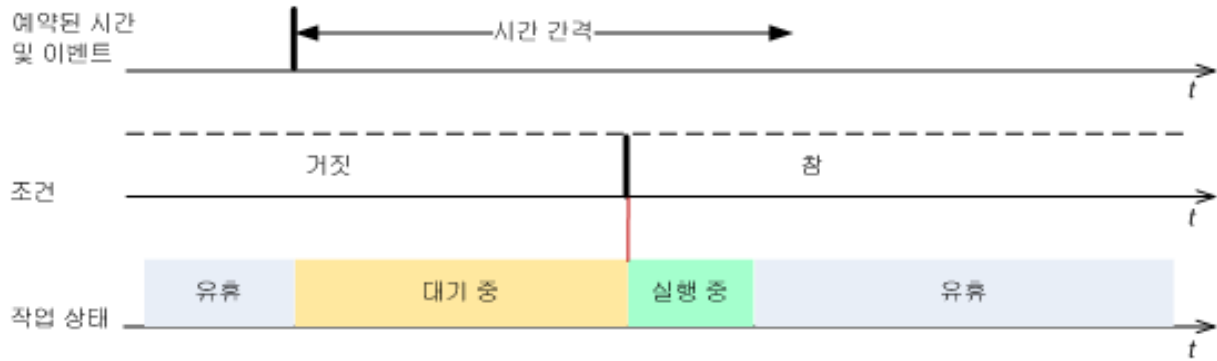 예약된 시간
및 이벤트
시간 간격
t
거짓
참
조건
t
유휴
대기 중
실행 중
유휴
작업 상태
t